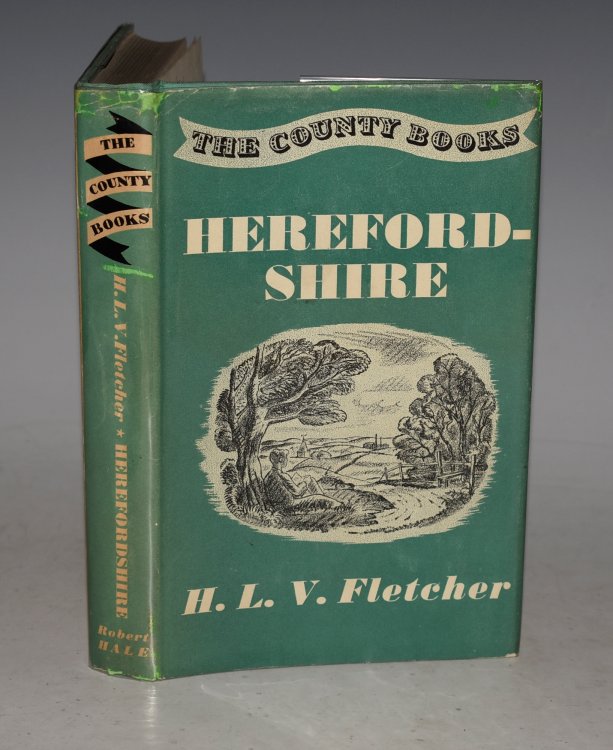 THE COUNTY BOOKS
HEREFORD-
SHIRE
H. L. V. Fletcher
THE
COUNTY
BOOKS
H. L. V. Fletcher ★ HEREFORDSHIRE
Robert
HALE